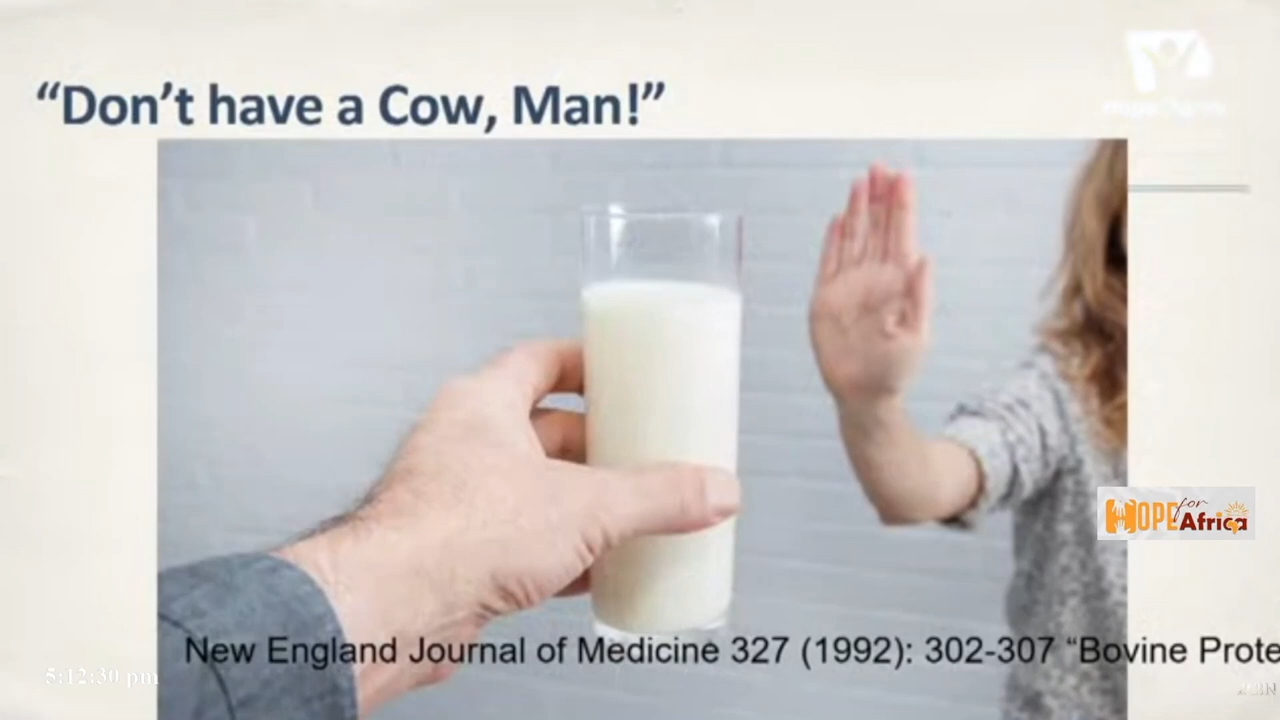 “Don’t have a Cow, Man!”
HOPE for Africa
New England Journal of Medicine 327 (1992): 302-307 “Bovine Prote
5:12:30 pm